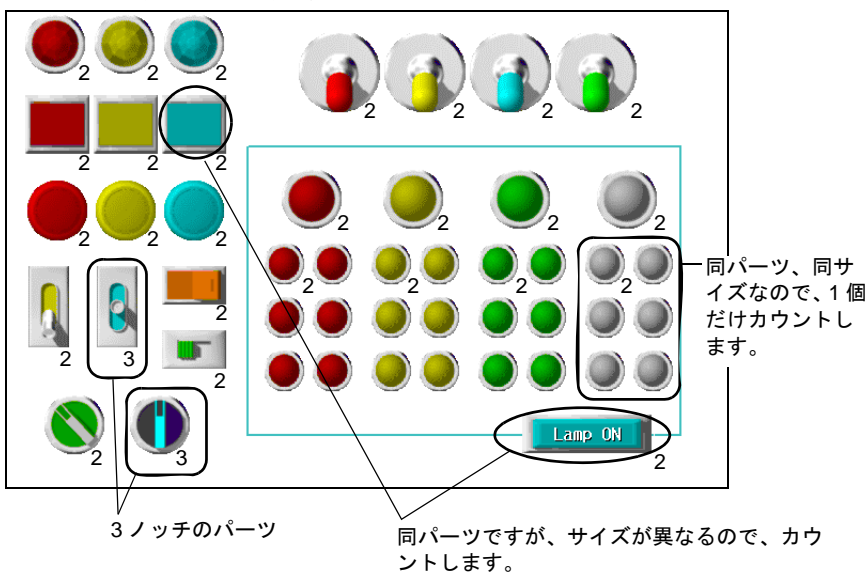 2 2 2
2 2 2 2
2 2 2
2 2 2
2 2 2 2
2 2 2 2
2 3 2
2
2 3
Lamp ON
2
同パーツ、同サ
イズなので、1 個
だけカウントし
ます。
3 ノッチのパーツ
同パーツですが、サイズが異なるので、カウ
ントします。